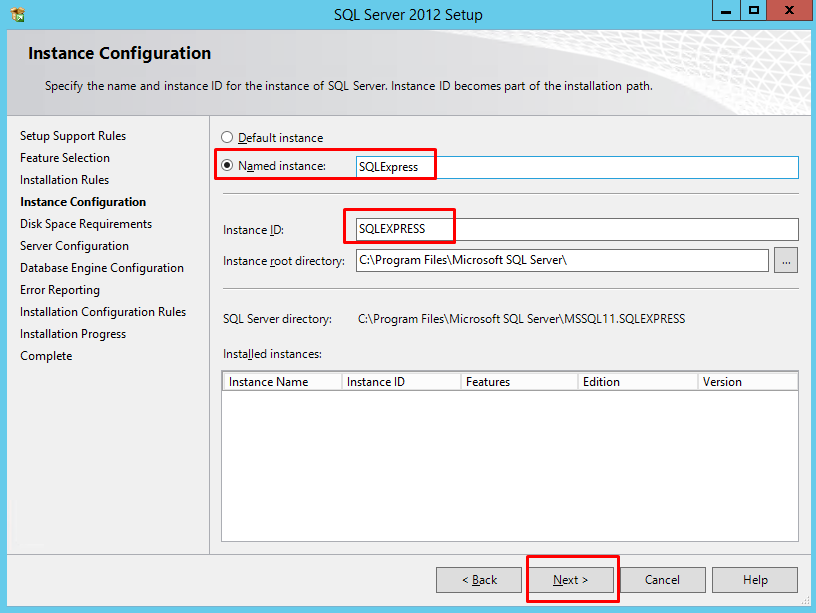 SQL Server 2012 Setup
Instance Configuration
Specify the name and instance ID for the instance of SQL Server. Instance ID becomes part of the installation path.
Setup Support Rules
Feature Selection
Installation Rules
Instance Configuration
Disk Space Requirements
Server Configuration
Database Engine Configuration
Error Reporting
Installation Configuration Rules
Installation Progress
Complete
Default instance
Named instance: SQLExpress
Instance ID: SQLEXPRESS
Instance root directory: C:\Program Files\Microsoft SQL Server\ ...
SQL Server directory: C:\Program Files\Microsoft SQL Server\MSSQL11.SQLEXPRESS
Installed instances:
Instance Name Instance ID Features Edition Version
< Back Next > Cancel Help